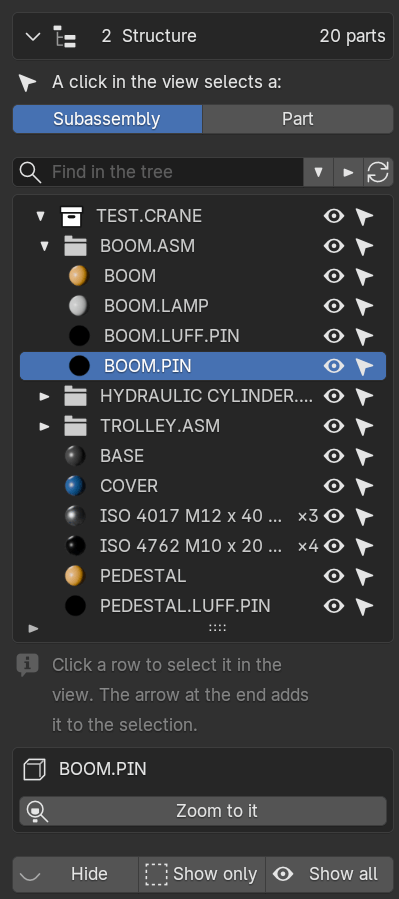 2 Structure 20 parts
A click in the view selects a:
Subassembly Part
Find in the tree
TEST.CRANE
BOOM.ASM
BOOM
BOOM.LAMP
BOOM.LUFF.PIN
BOOM.PIN
HYDRAULIC CYLINDER....
TROLLEY.ASM
BASE
COVER
ISO 4017 M12 x 40 ... ×3
ISO 4762 M10 x 20 ... ×4
PEDESTAL
PEDESTAL.LUFF.PIN
Click a row to select it in the
view. The arrow at the end adds
it to the selection.
BOOM.PIN
Zoom to it
Hide Show only Show all